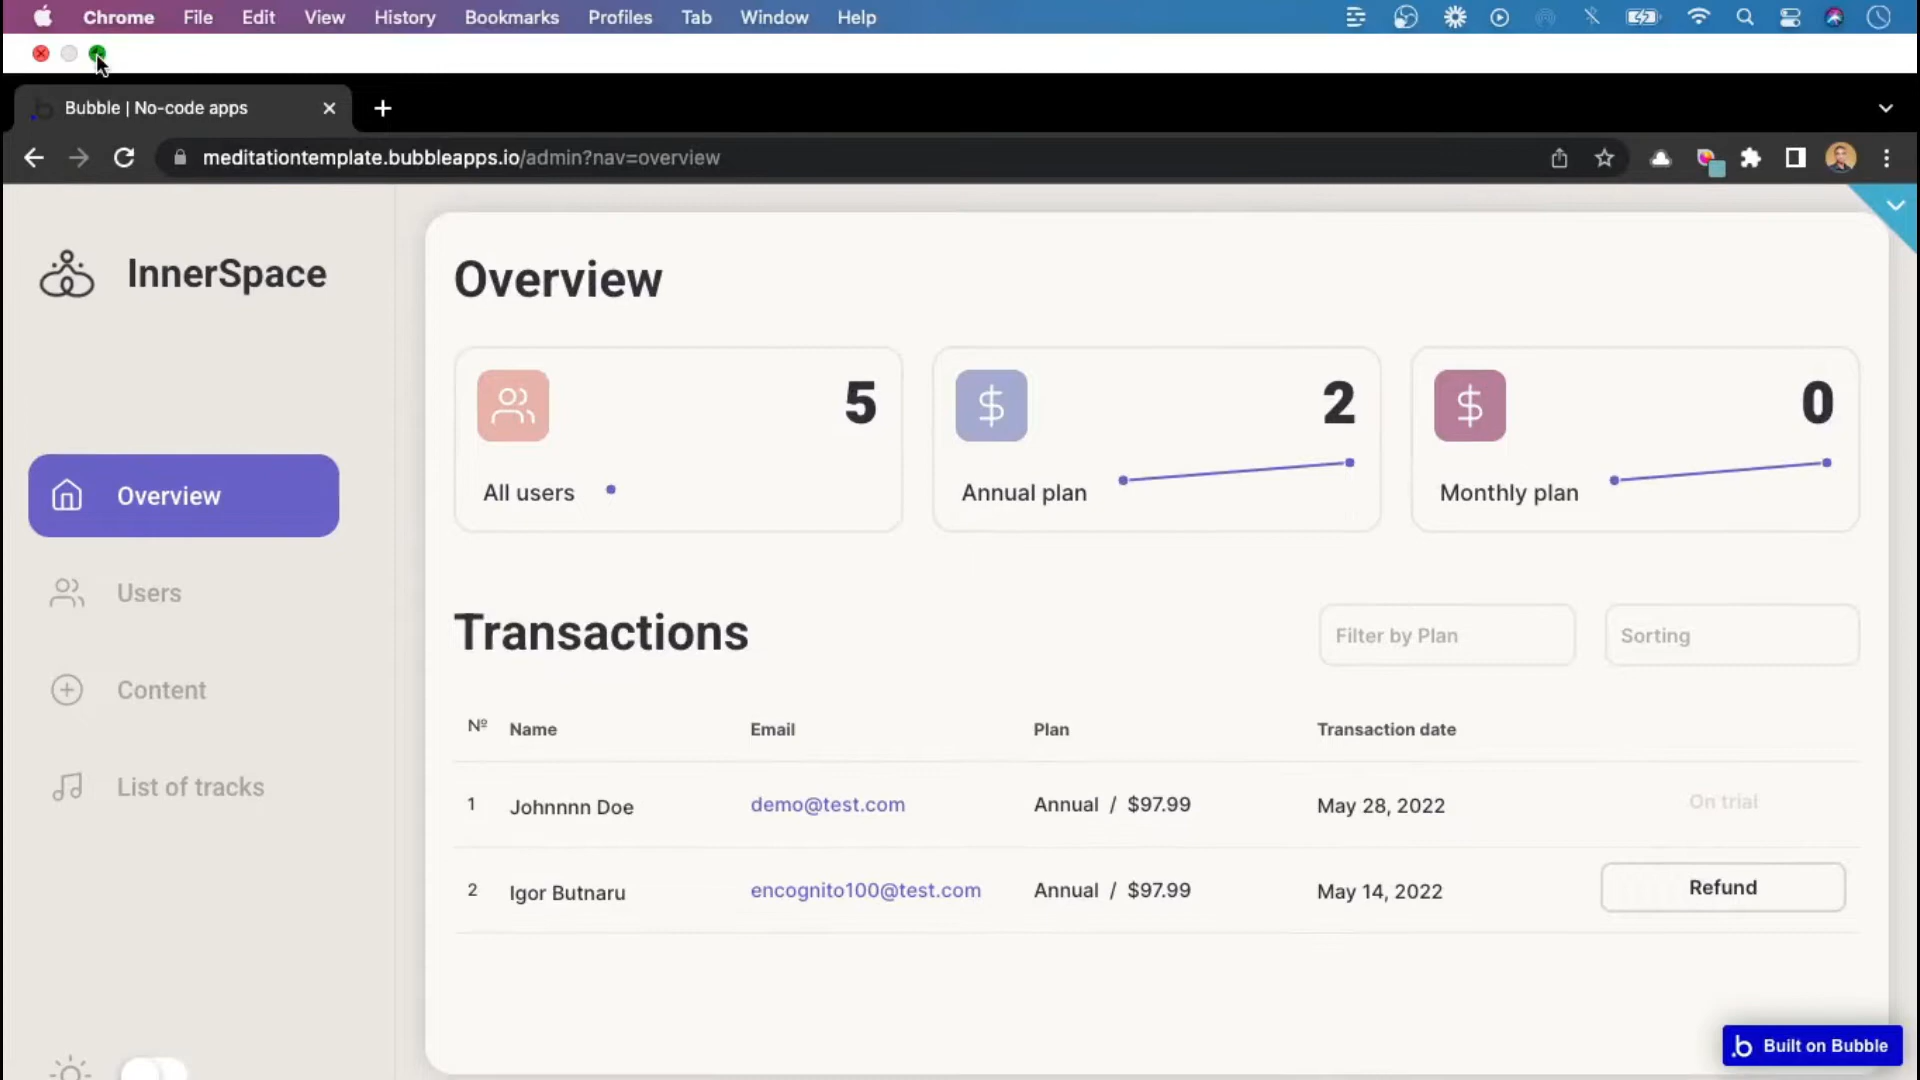 Chrome File Edit View History Bookmarks Profiles Tab Window Help
Bubble | No-code apps
meditationtemplate.bubbleapps.io/admin?nav=overview
InnerSpace
Overview
Users
Content
List of tracks
Overview
5
All users
2
Annual plan
0
Monthly plan
Transactions
Filter by Plan
Sorting
Nº Name Email Plan Transaction date
1 Johnnnn Doe demo@test.com Annual / $97.99 May 28, 2022 On trial
2 Igor Butnaru encognito100@test.com Annual / $97.99 May 14, 2022 Refund
b Built on Bubble